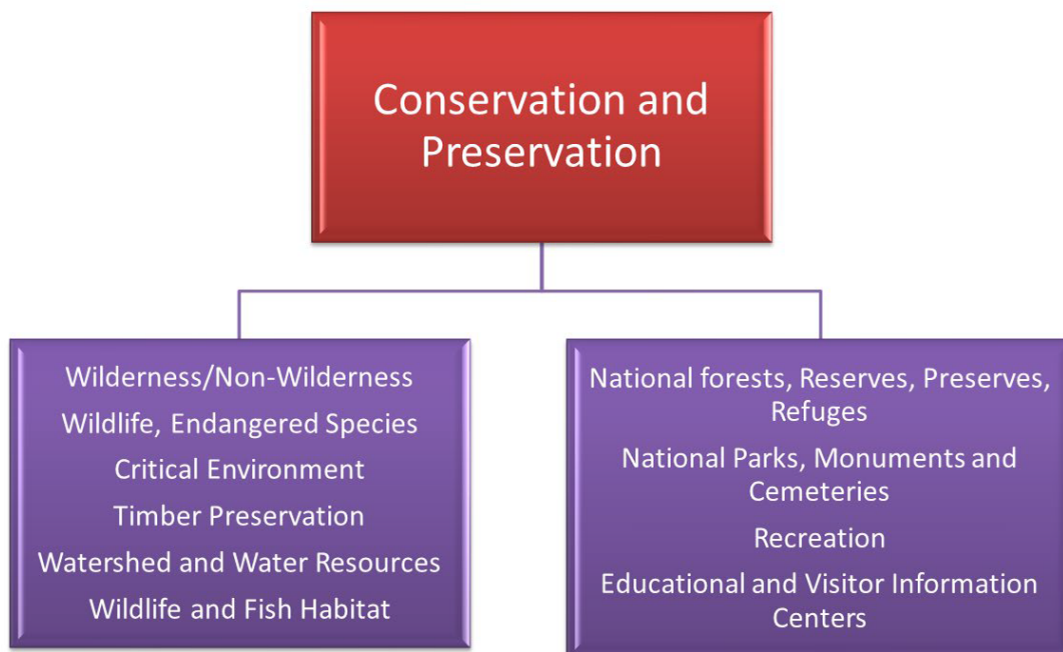 Conservation and
Preservation
Wilderness/Non-Wilderness
Wildlife, Endangered Species
Critical Environment
Timber Preservation
Watershed and Water Resources
Wildlife and Fish Habitat
National forests, Reserves, Preserves,
Refuges
National Parks, Monuments and
Cemeteries
Recreation
Educational and Visitor Information
Centers